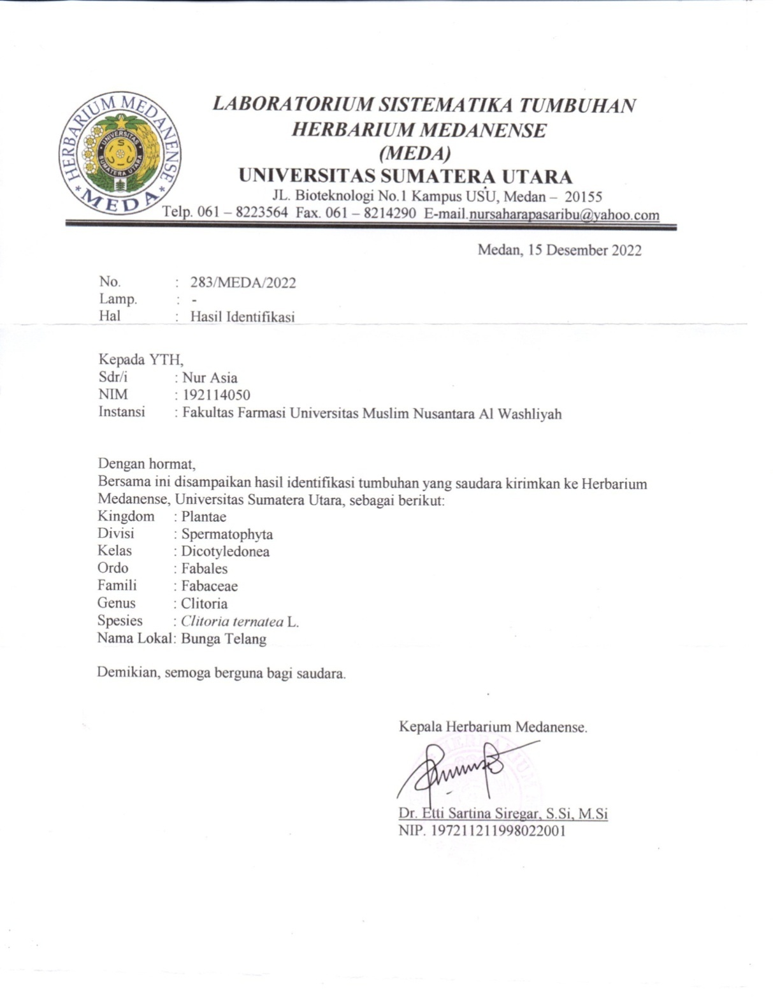 HERBARIUM MEDANENSE
UNIVERSITAS
SUMATERA UTARA
* MEDA *
LABORATORIUM SISTEMATIKA TUMBUHAN
HERBARIUM MEDANENSE
(MEDA)
UNIVERSITAS SUMATERA UTARA
JL. Bioteknologi No.1 Kampus USU, Medan – 20155
Telp. 061 – 8223564 Fax. 061 – 8214290 E-mail.nursaharapasaribu@yahoo.com
Medan, 15 Desember 2022
No. : 283/MEDA/2022
Lamp. : -
Hal : Hasil Identifikasi
Kepada YTH,
Sdr/i : Nur Asia
NIM : 192114050
Instansi : Fakultas Farmasi Universitas Muslim Nusantara Al Washliyah
Dengan hormat,
Bersama ini disampaikan hasil identifikasi tumbuhan yang saudara kirimkan ke Herbarium
Medanense, Universitas Sumatera Utara, sebagai berikut:
Kingdom : Plantae
Divisi : Spermatophyta
Kelas : Dicotyledonea
Ordo : Fabales
Famili : Fabaceae
Genus : Clitoria
Spesies : Clitoria ternatea L.
Nama Lokal: Bunga Telang
Demikian, semoga berguna bagi saudara.
Kepala Herbarium Medanense.
HERBARIUM
Dr. Etti Sartina Siregar, S.Si, M.Si
NIP. 197211211998022001